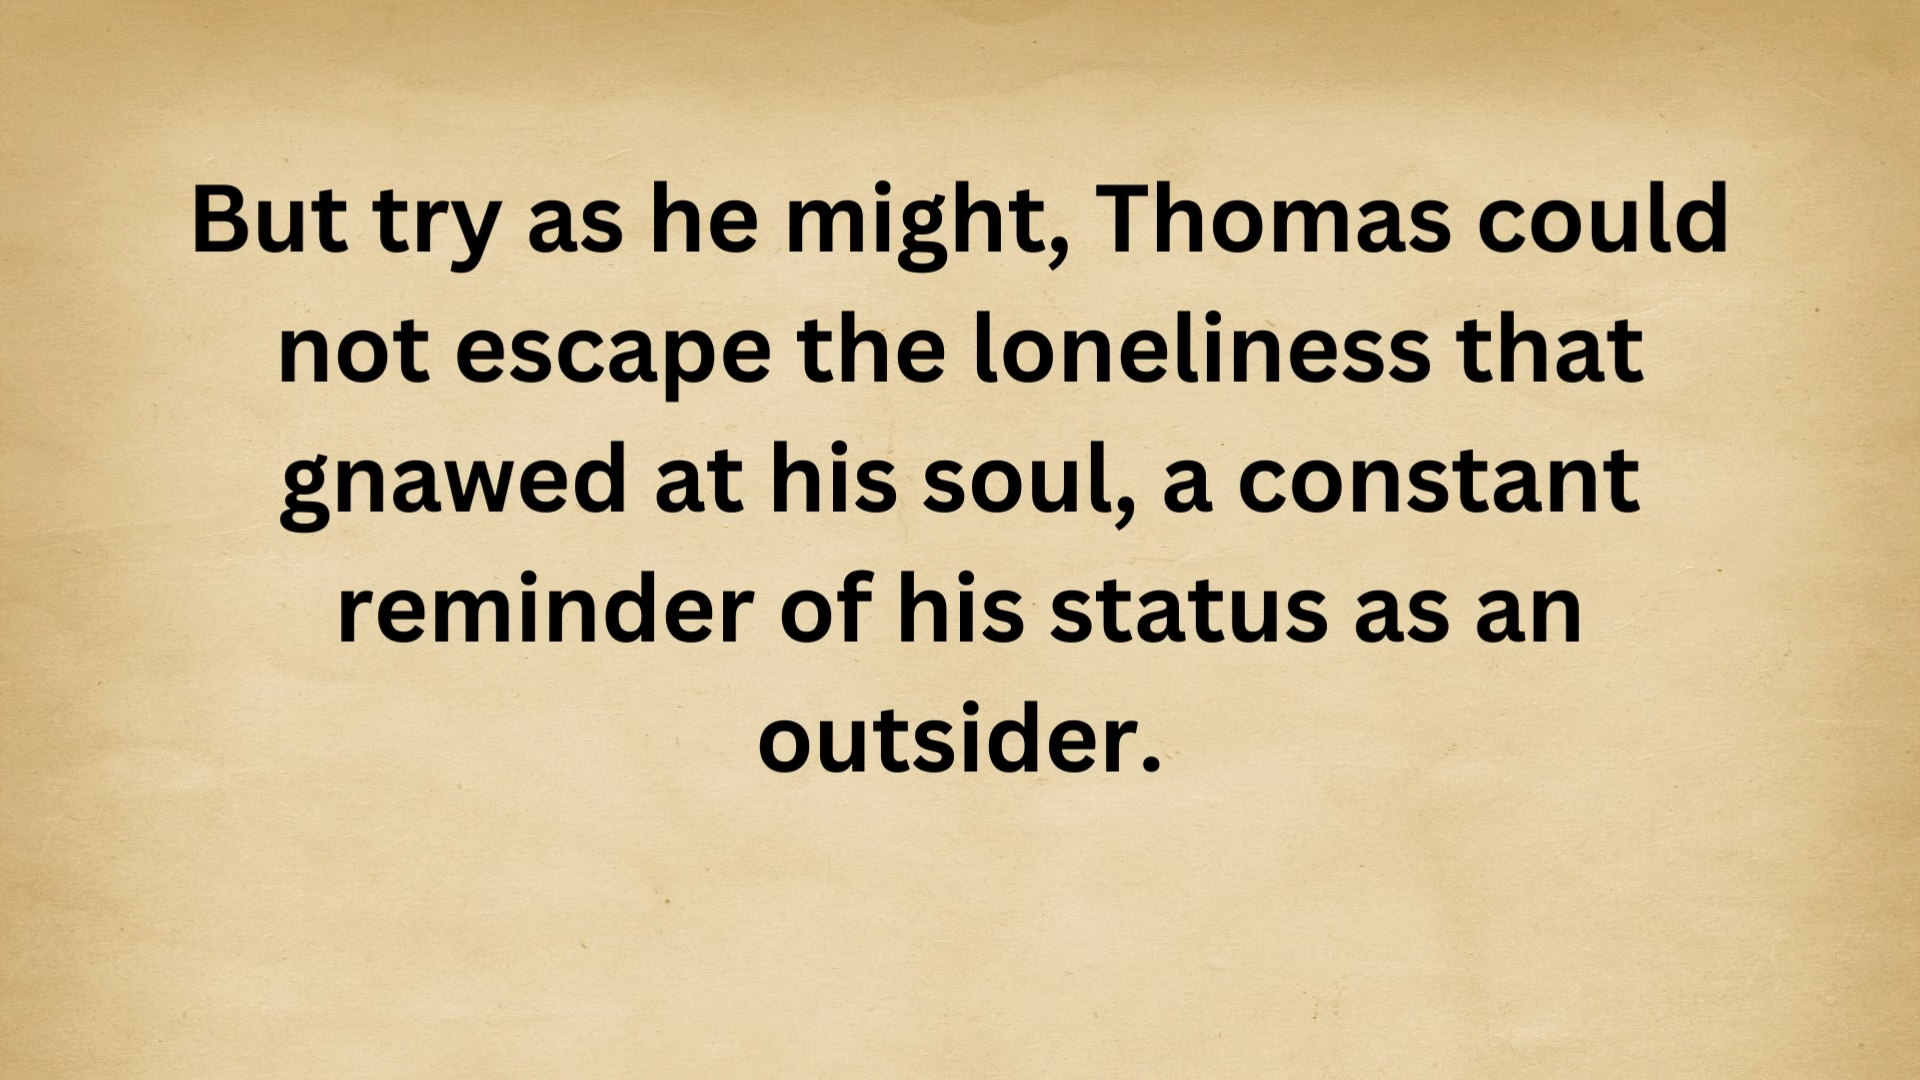 But try as he might, Thomas could
not escape the loneliness that
gnawed at his soul, a constant
reminder of his status as an
outsider.